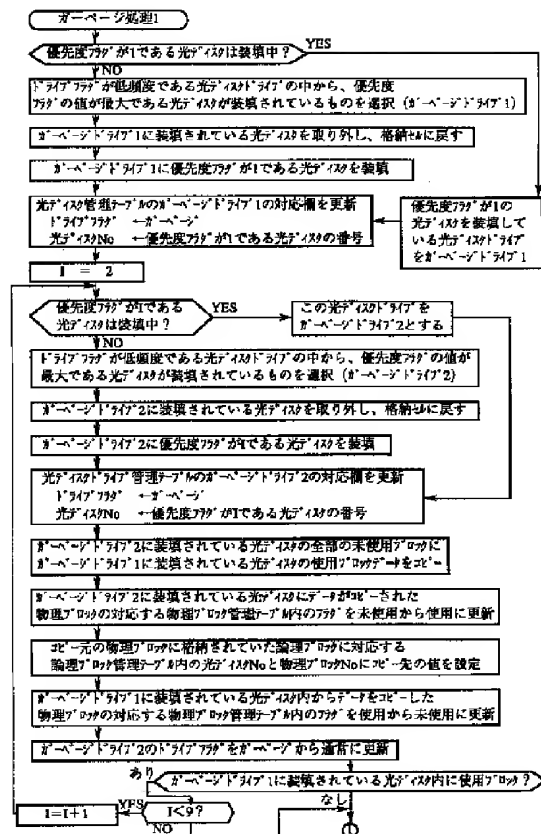 ガーベージ処理1
優先度フラグが1である光ディスクは装填中?
YES
NO
ドライブフラグが低頻度である光ディスクドライブの中から、優先度
フラグの値が最大である光ディスクが装填されているものを選択(ガーベージドライブ1)
ガーベージドライブ1に装填されている光ディスクを取り外し、格納セルに戻す
ガーベージドライブ1に優先度フラグが1である光ディスクを装填
光ディスク管理テーブルのガーベージドライブ1の対応欄を更新
ドライブフラグ ←ガーベージ
光ディスクNo ←優先度フラグが1である光ディスクの番号
優先度フラグが1の
光ディスクを装填して
いる光ディスクドライブ
をガーベージドライブ1
I = 2
優先度フラグがIである
光ディスクは装填中?
YES
この光ディスクドライブを
ガーベージドライブ2とする
NO
ドライブフラグが低頻度である光ディスクドライブの中から、優先度フラグの値が
最大である光ディスクが装填されているものを選択(ガーベージドライブ2)
ガーベージドライブ2に装填されている光ディスクを取り外し、格納セルに戻す
ガーベージドライブ2に優先度フラグがIである光ディスクを装填
光ディスクドライブ管理テーブルのガーベージドライブ2の対応欄を更新
ドライブフラグ ←ガーベージ
光ディスクNo ←優先度フラグがIである光ディスクの番号
ガーベージドライブ2に装填されている光ディスクの全部の未使用ブロックに
ガーベージドライブ1に装填されている光ディスクの使用ブロックデータをコピー
ガーベージドライブ2に装填されている光ディスクにデータがコピーされた
物理ブロックの対応する物理ブロック管理テーブル内のフラグを未使用から使用に更新
コピー元の物理ブロックに格納されていた論理ブロックに対応する
論理ブロック管理テーブル内の光ディスクNoと物理ブロックNoにコピー先の値を設定
ガーベージドライブ1に装填されている光ディスク内からデータをコピーした
物理ブロックの対応する物理ブロック管理テーブル内のフラグを使用から未使用に更新
ガーベージドライブ2のドライブフラグをガーベージから通常に更新
あり
ガーベージドライブ1に装填されている光ディスク内に使用ブロック?
なし
I=I+1
YES
I<9?
NO